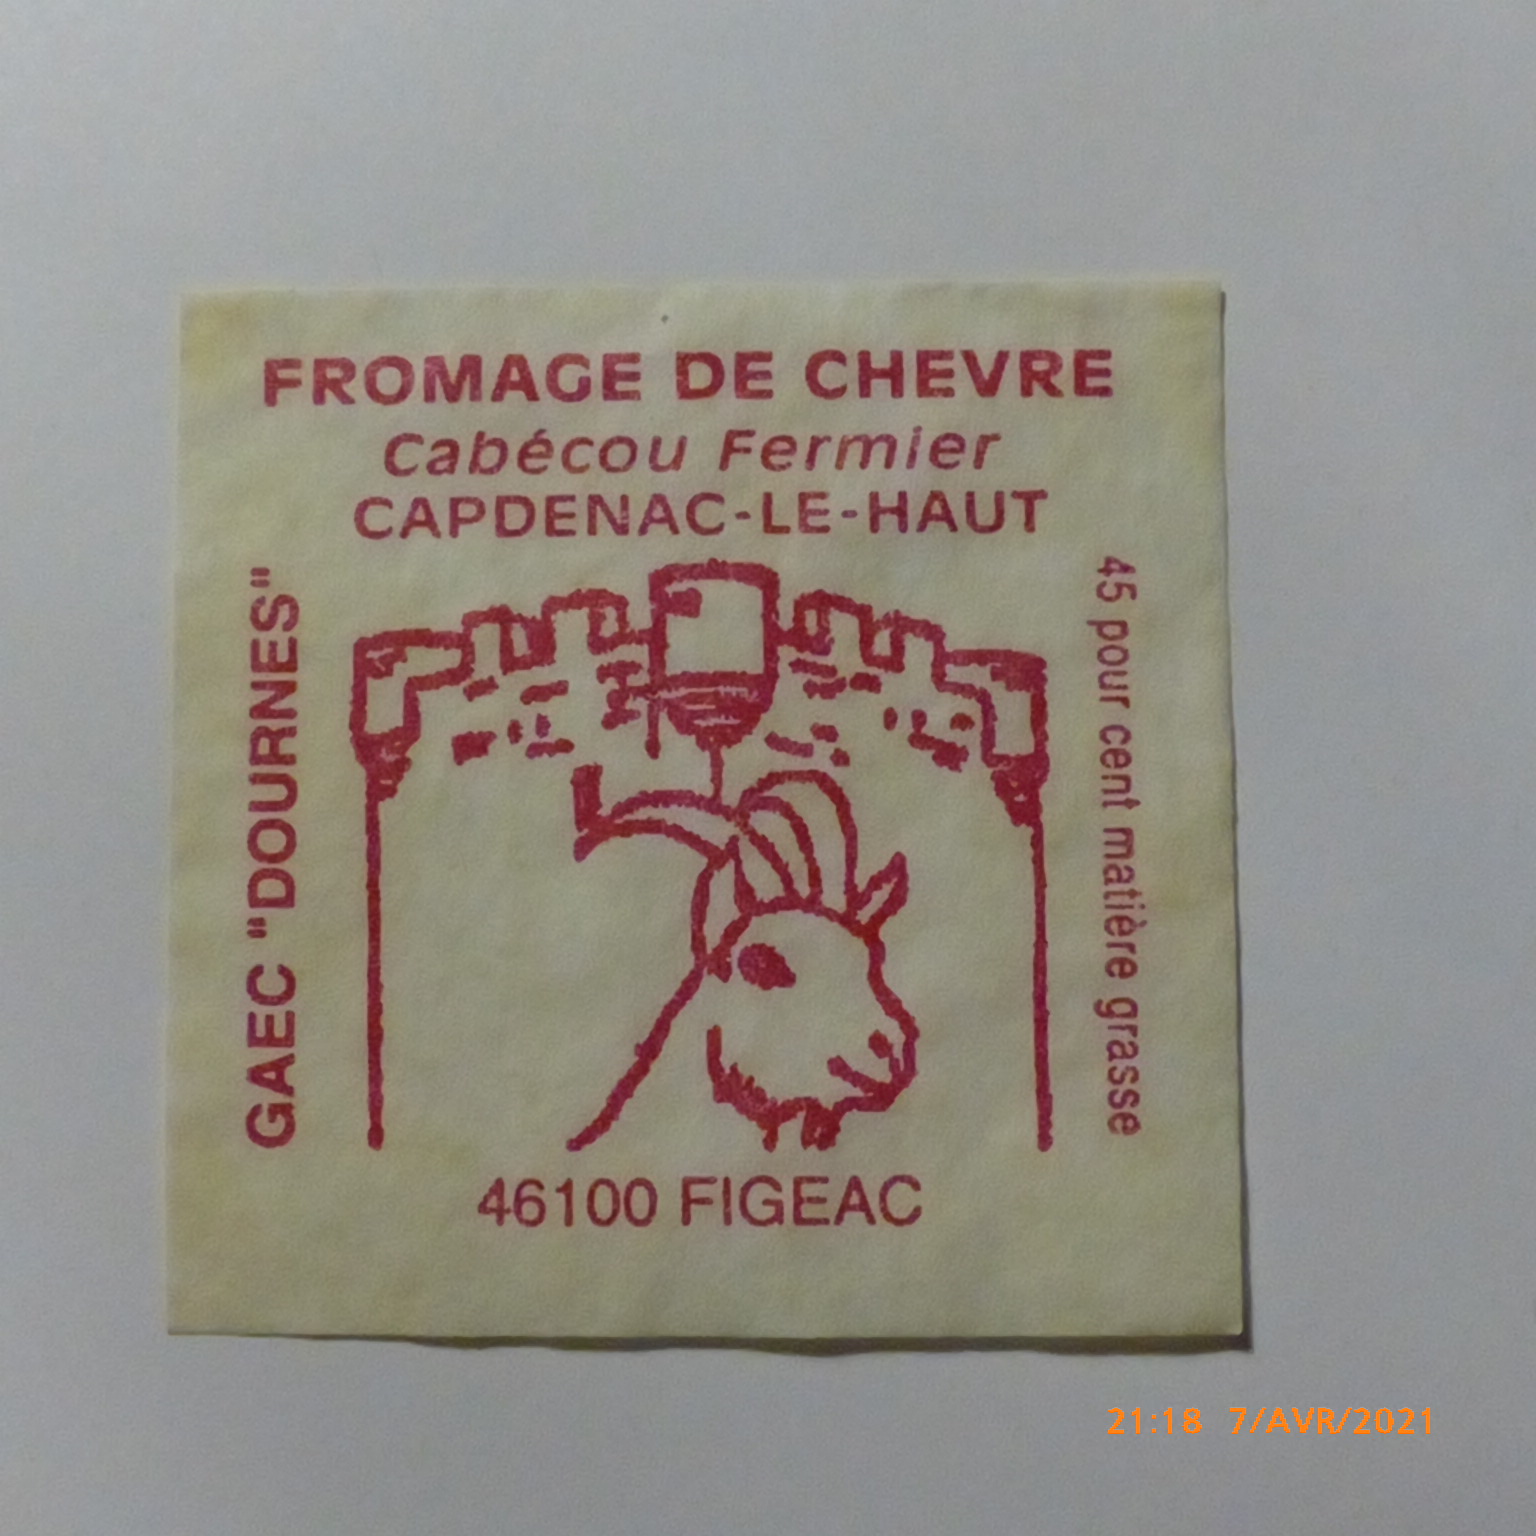 FROMAGE DE CHEVRE
Cabécou Fermier
CAPDENAC-LE-HAUT
GAEC "DOURNES"
45 pour cent matière grasse
46100 FIGEAC
21:18 7/AVR/2021